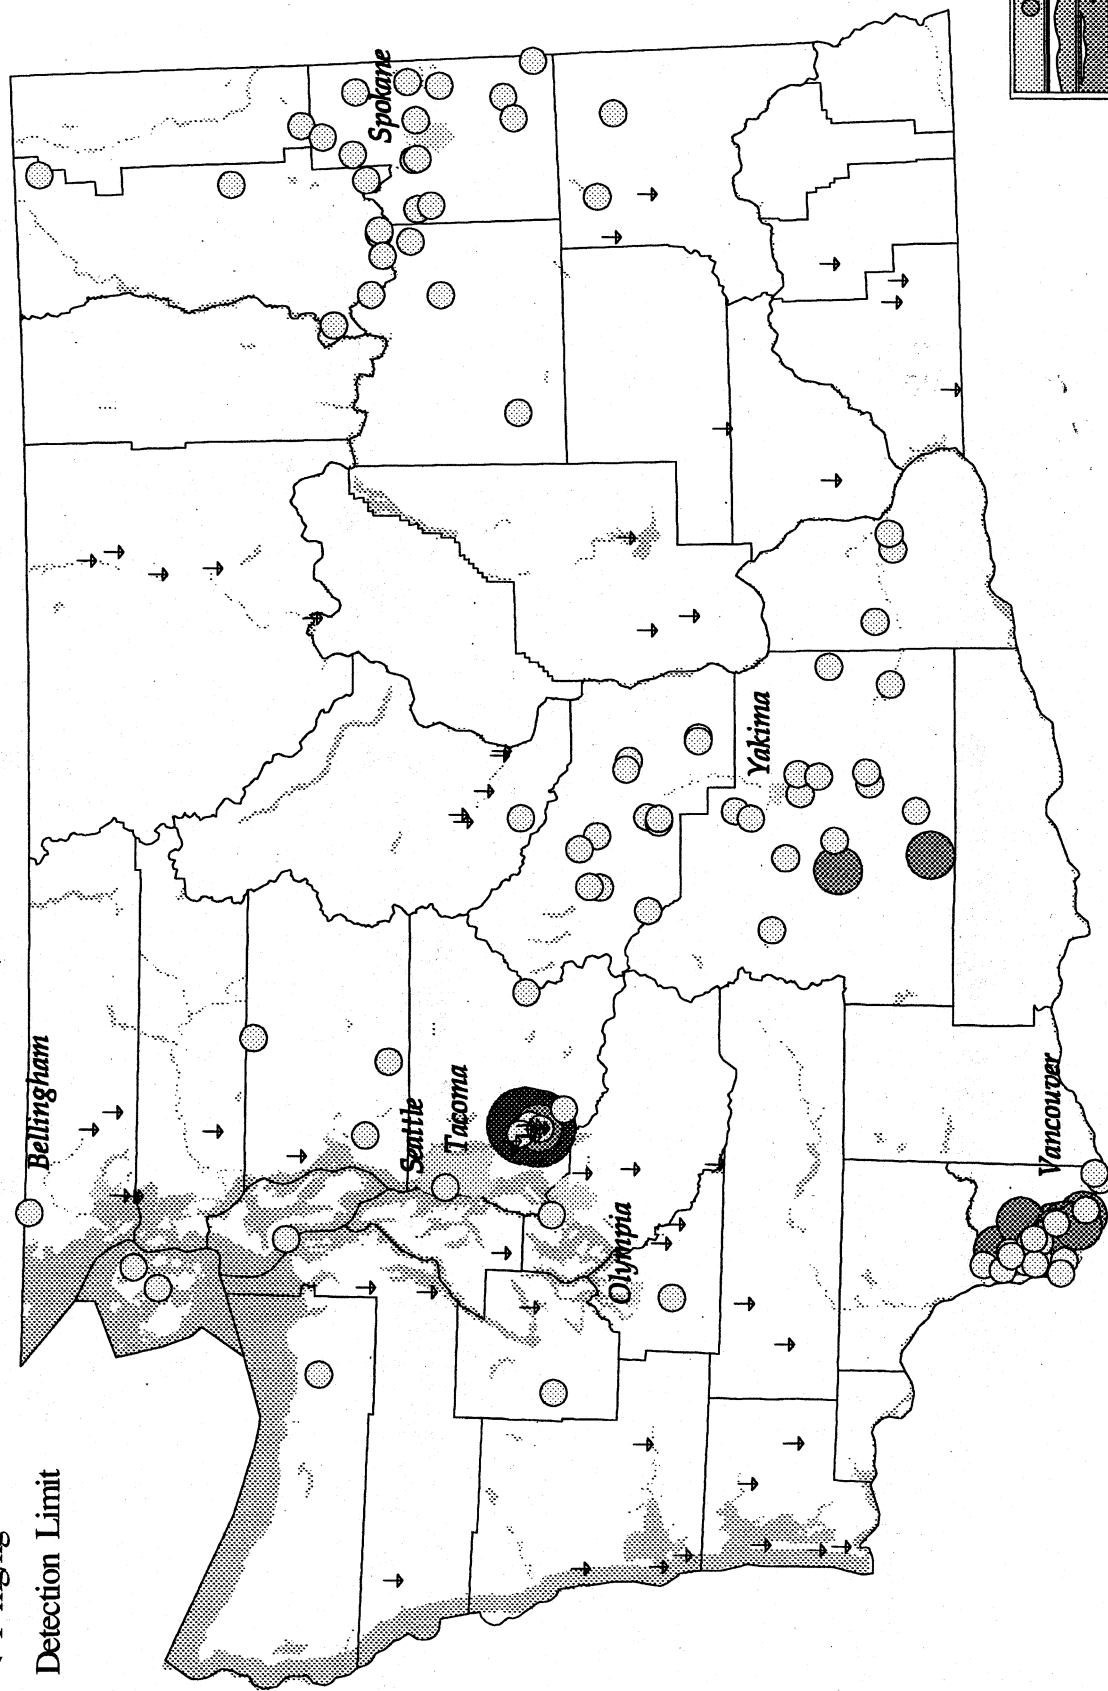 Detection Limit
Bellingham
Seattle
Tacoma
Olympia
Vancouver
Yakima
Spokane